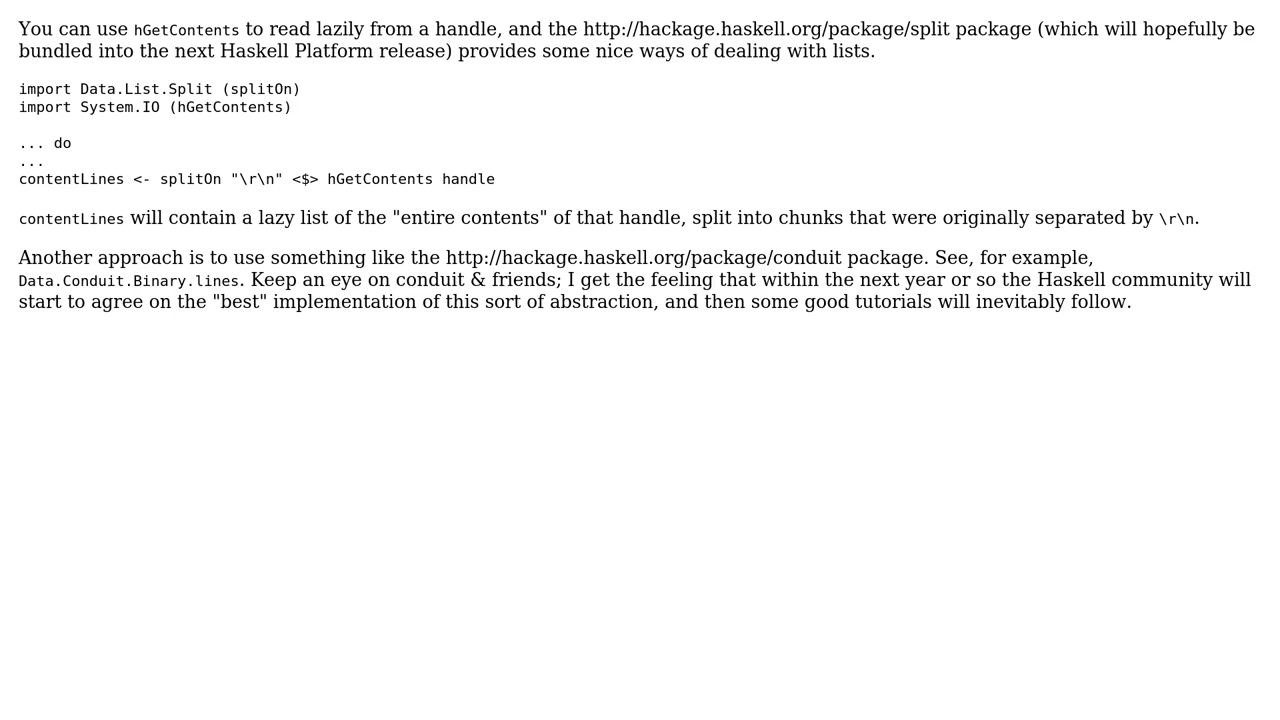 You can use hGetContents to read lazily from a handle, and the http://hackage.haskell.org/package/split package (which will hopefully be
bundled into the next Haskell Platform release) provides some nice ways of dealing with lists.
import Data.List.Split (splitOn)
import System.IO (hGetContents)
... do
...
contentLines <- splitOn "\r\n" <$> hGetContents handle
contentLines will contain a lazy list of the "entire contents" of that handle, split into chunks that were originally separated by \r\n.
Another approach is to use something like the http://hackage.haskell.org/package/conduit package. See, for example,
Data.Conduit.Binary.lines. Keep an eye on conduit & friends; I get the feeling that within the next year or so the Haskell community will
start to agree on the "best" implementation of this sort of abstraction, and then some good tutorials will inevitably follow.